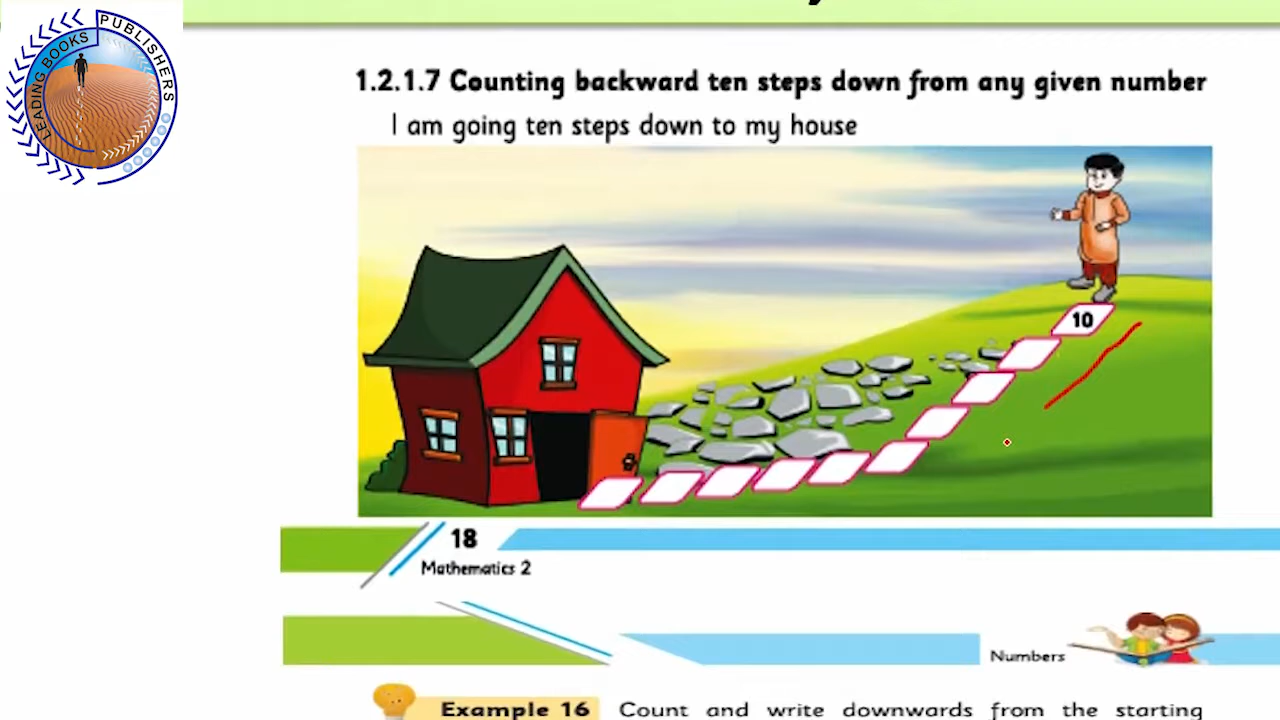 LEADING BOOKS PUBLISHERS
1.2.1.7 Counting backward ten steps down from any given number
I am going ten steps down to my house
10
18
Mathematics 2
Numbers
Example 16 Count and write downwards from the starting